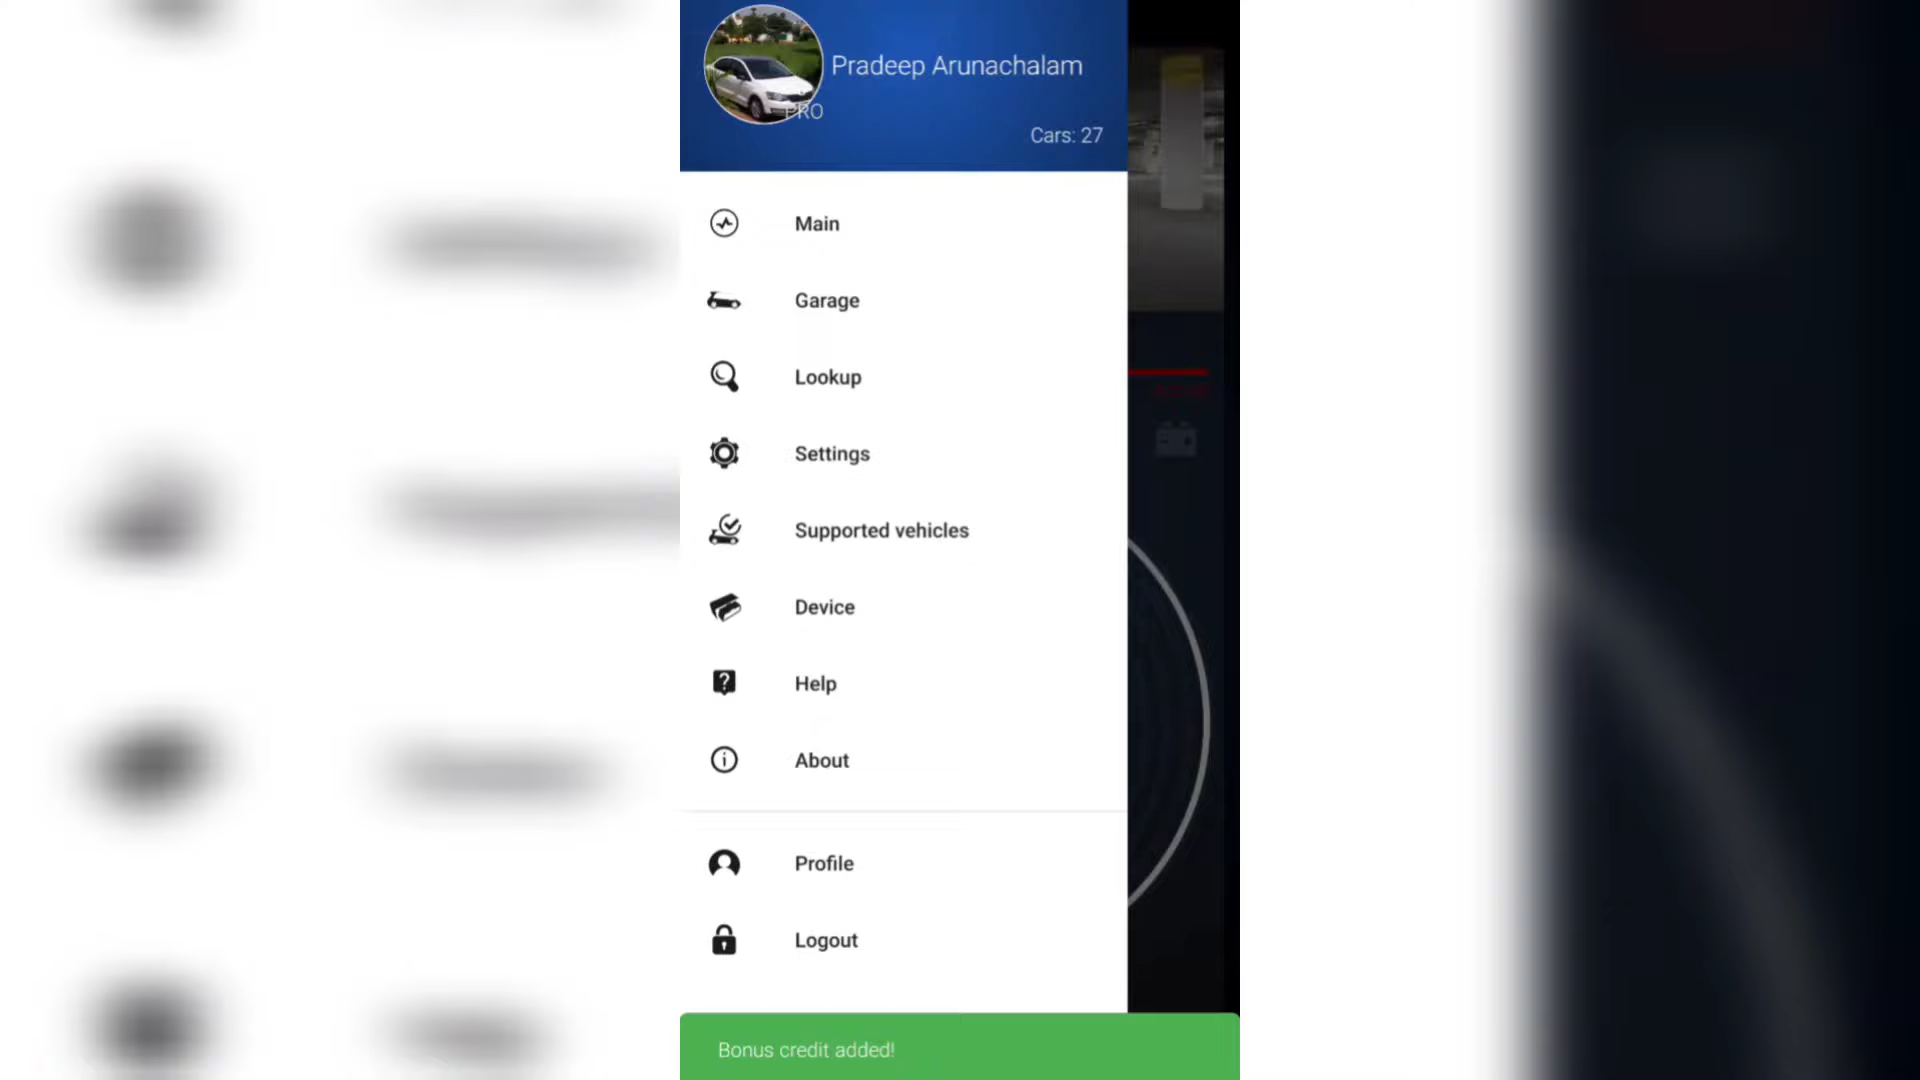 Pradeep Arunachalam
PRO
Cars: 27
Main
Garage
Lookup
Settings
Supported vehicles
Device
Help
About
Profile
Logout
Bonus credit added!